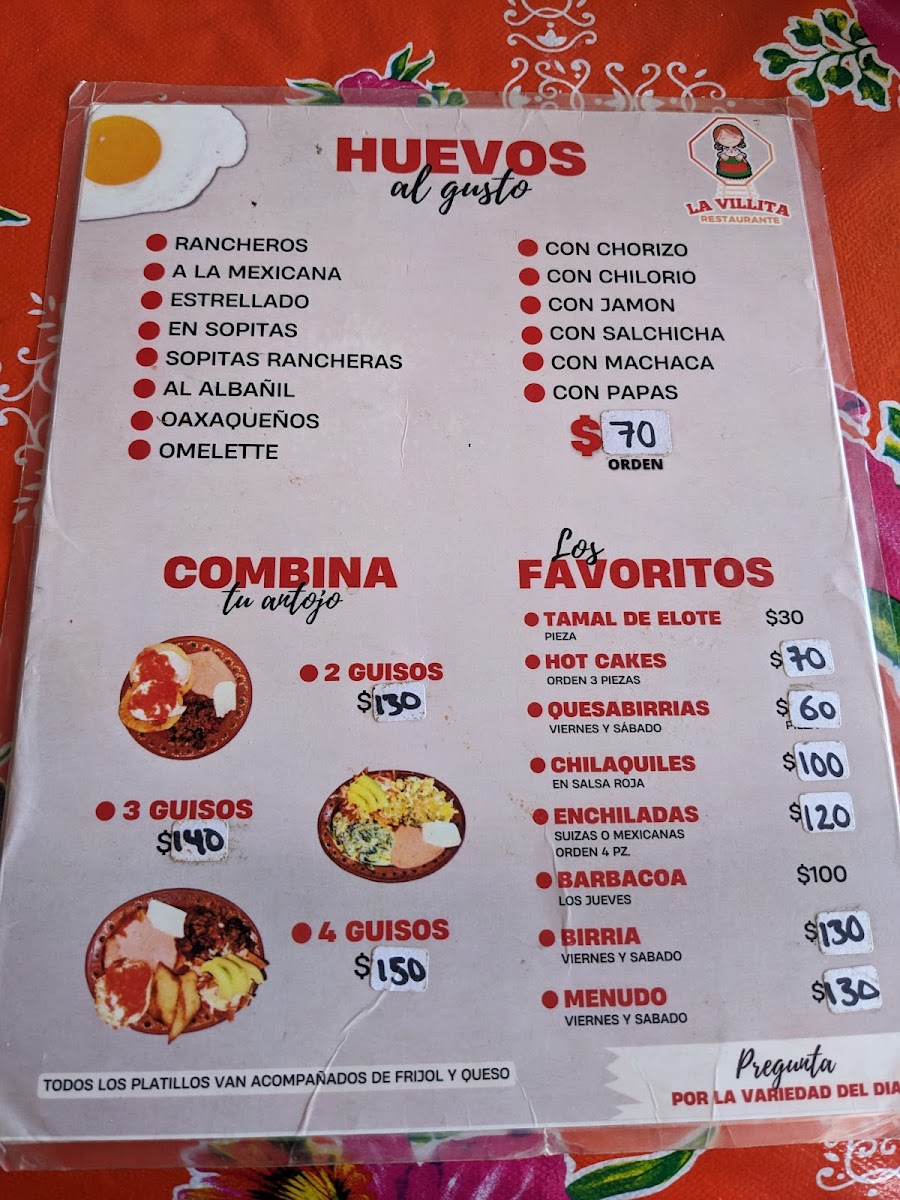 HUEVOS
al gusto
LA VILLITA
RESTAURANTE
RANCHEROS
A LA MEXICANA
ESTRELLADO
EN SOPITAS
SOPITAS RANCHERAS
AL ALBAÑIL
OAXAQUEÑOS
OMELETTE
CON CHORIZO
CON CHILORIO
CON JAMON
CON SALCHICHA
CON MACHACA
CON PAPAS
$70
ORDEN
COMBINA
tu antojo
2 GUISOS
$130
3 GUISOS
$140
4 GUISOS
$150
Los
FAVORITOS
TAMAL DE ELOTE $30
PIEZA
HOT CAKES $70
ORDEN 3 PIEZAS
QUESABIRRIAS $60
VIERNES Y SÁBADO
CHILAQUILES $100
EN SALSA ROJA
ENCHILADAS $120
SUIZAS O MEXICANAS
ORDEN 4 PZ.
BARBACOA $100
LOS JUEVES
BIRRIA $130
VIERNES Y SABADO
MENUDO $130
VIERNES Y SABADO
TODOS LOS PLATILLOS VAN ACOMPAÑADOS DE FRIJOL Y QUESO
Pregunta
POR LA VARIEDAD DEL DIA